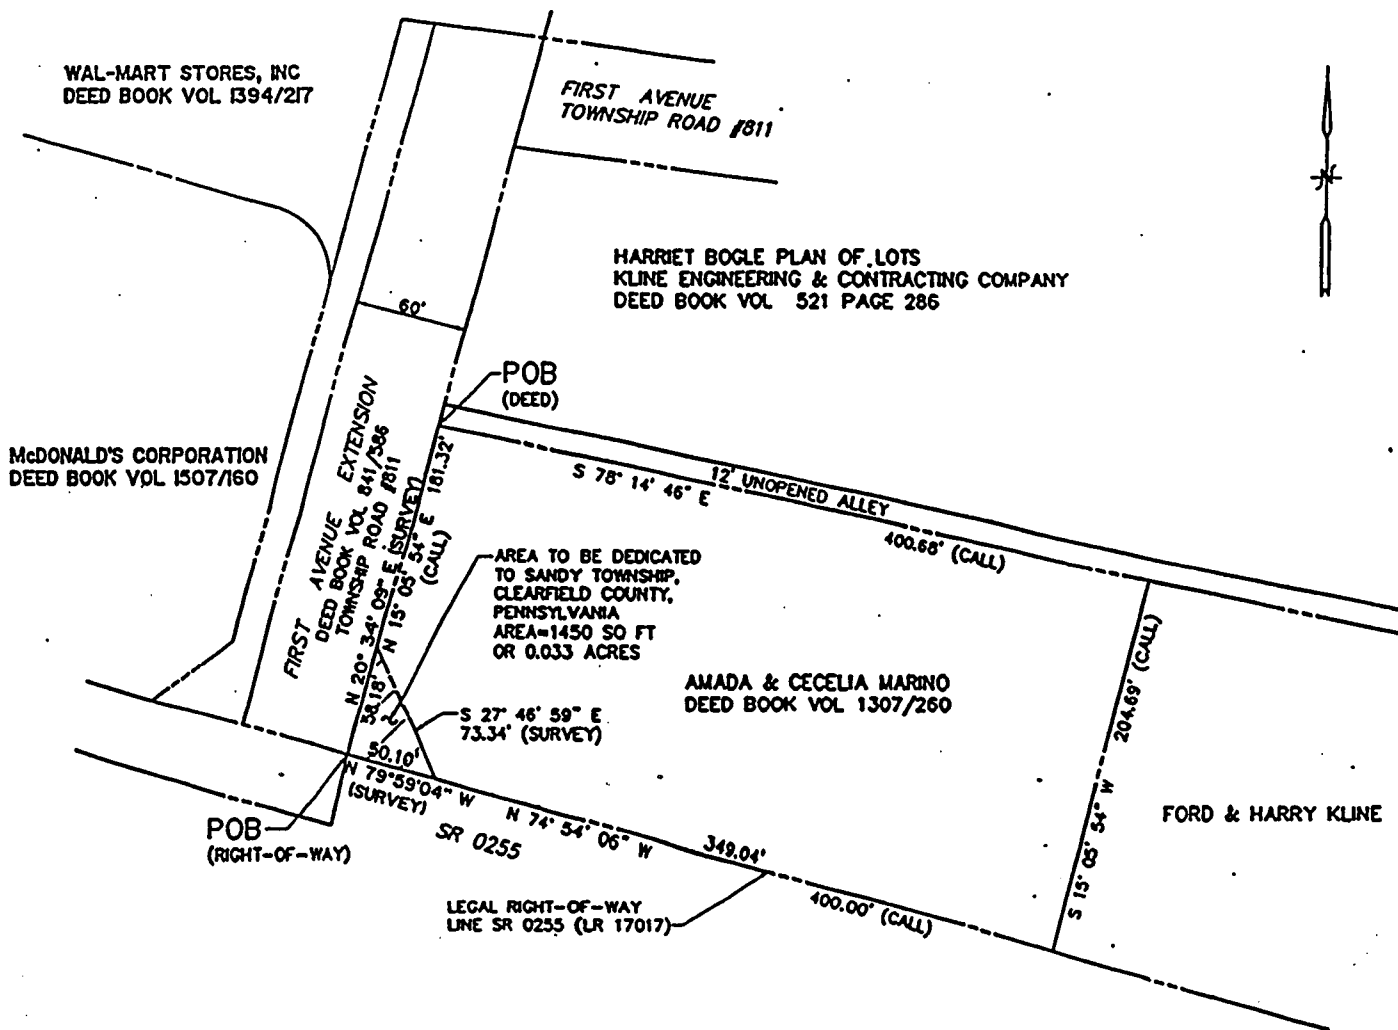 WAL-MART STORES, INC
DEED BOOK VOL 1394/217
FIRST AVENUE
TOWNSHIP ROAD #811
N
HARRIET BOGLE PLAN OF LOTS
KLINE ENGINEERING & CONTRACTING COMPANY
DEED BOOK VOL 521 PAGE 286
60'
POB
(DEED)
McDONALD'S CORPORATION
DEED BOOK VOL 1507/160
FIRST AVENUE EXTENSION
DEED BOOK VOL 841/586
TOWNSHIP ROAD #811
N 20° 34' 09" E (SURVEY)
58.18'
N 15° 05' 54" E 181.32'
(CALL)
12' UNOPENED ALLEY
S 78° 14' 46" E
400.68' (CALL)
AREA TO BE DEDICATED
TO SANDY TOWNSHIP,
CLEARFIELD COUNTY,
PENNSYLVANIA
AREA=1450 SQ FT
OR 0.033 ACRES
AMADA & CECELIA MARINO
DEED BOOK VOL 1307/260
S 27° 46' 59" E
73.34' (SURVEY)
204.69' (CALL)
S 15° 05' 54" W
FORD & HARRY KLINE
50.10'
N 79°59'04" W
(SURVEY)
N 74° 54' 06" W
349.04'
400.00' (CALL)
SR 0255
POB
(RIGHT-OF-WAY)
LEGAL RIGHT-OF-WAY
LINE SR 0255 (LR 17017)